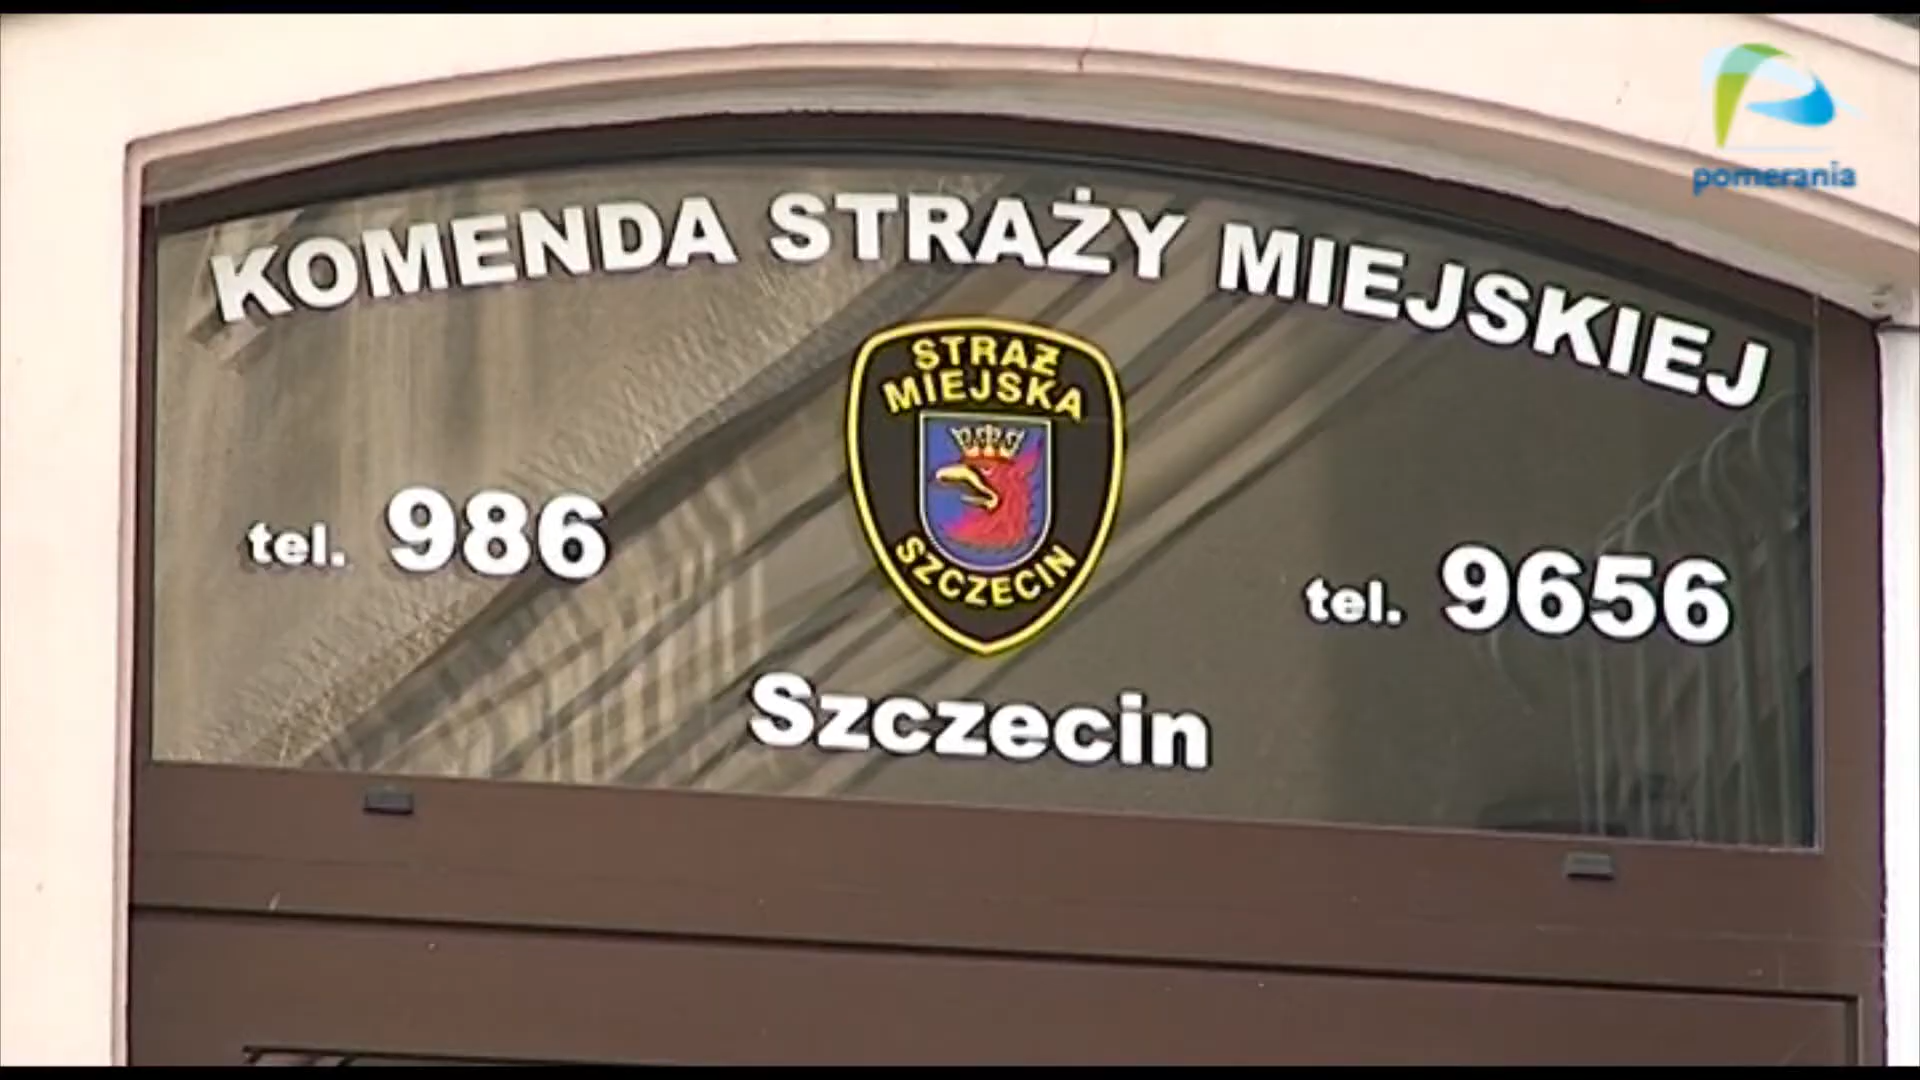 pomerania
KOMENDA STRAŻY MIEJSKIEJ
STRAŻ
MIEJSKA
SZCZECIN
tel. 986
tel. 9656
Szczecin